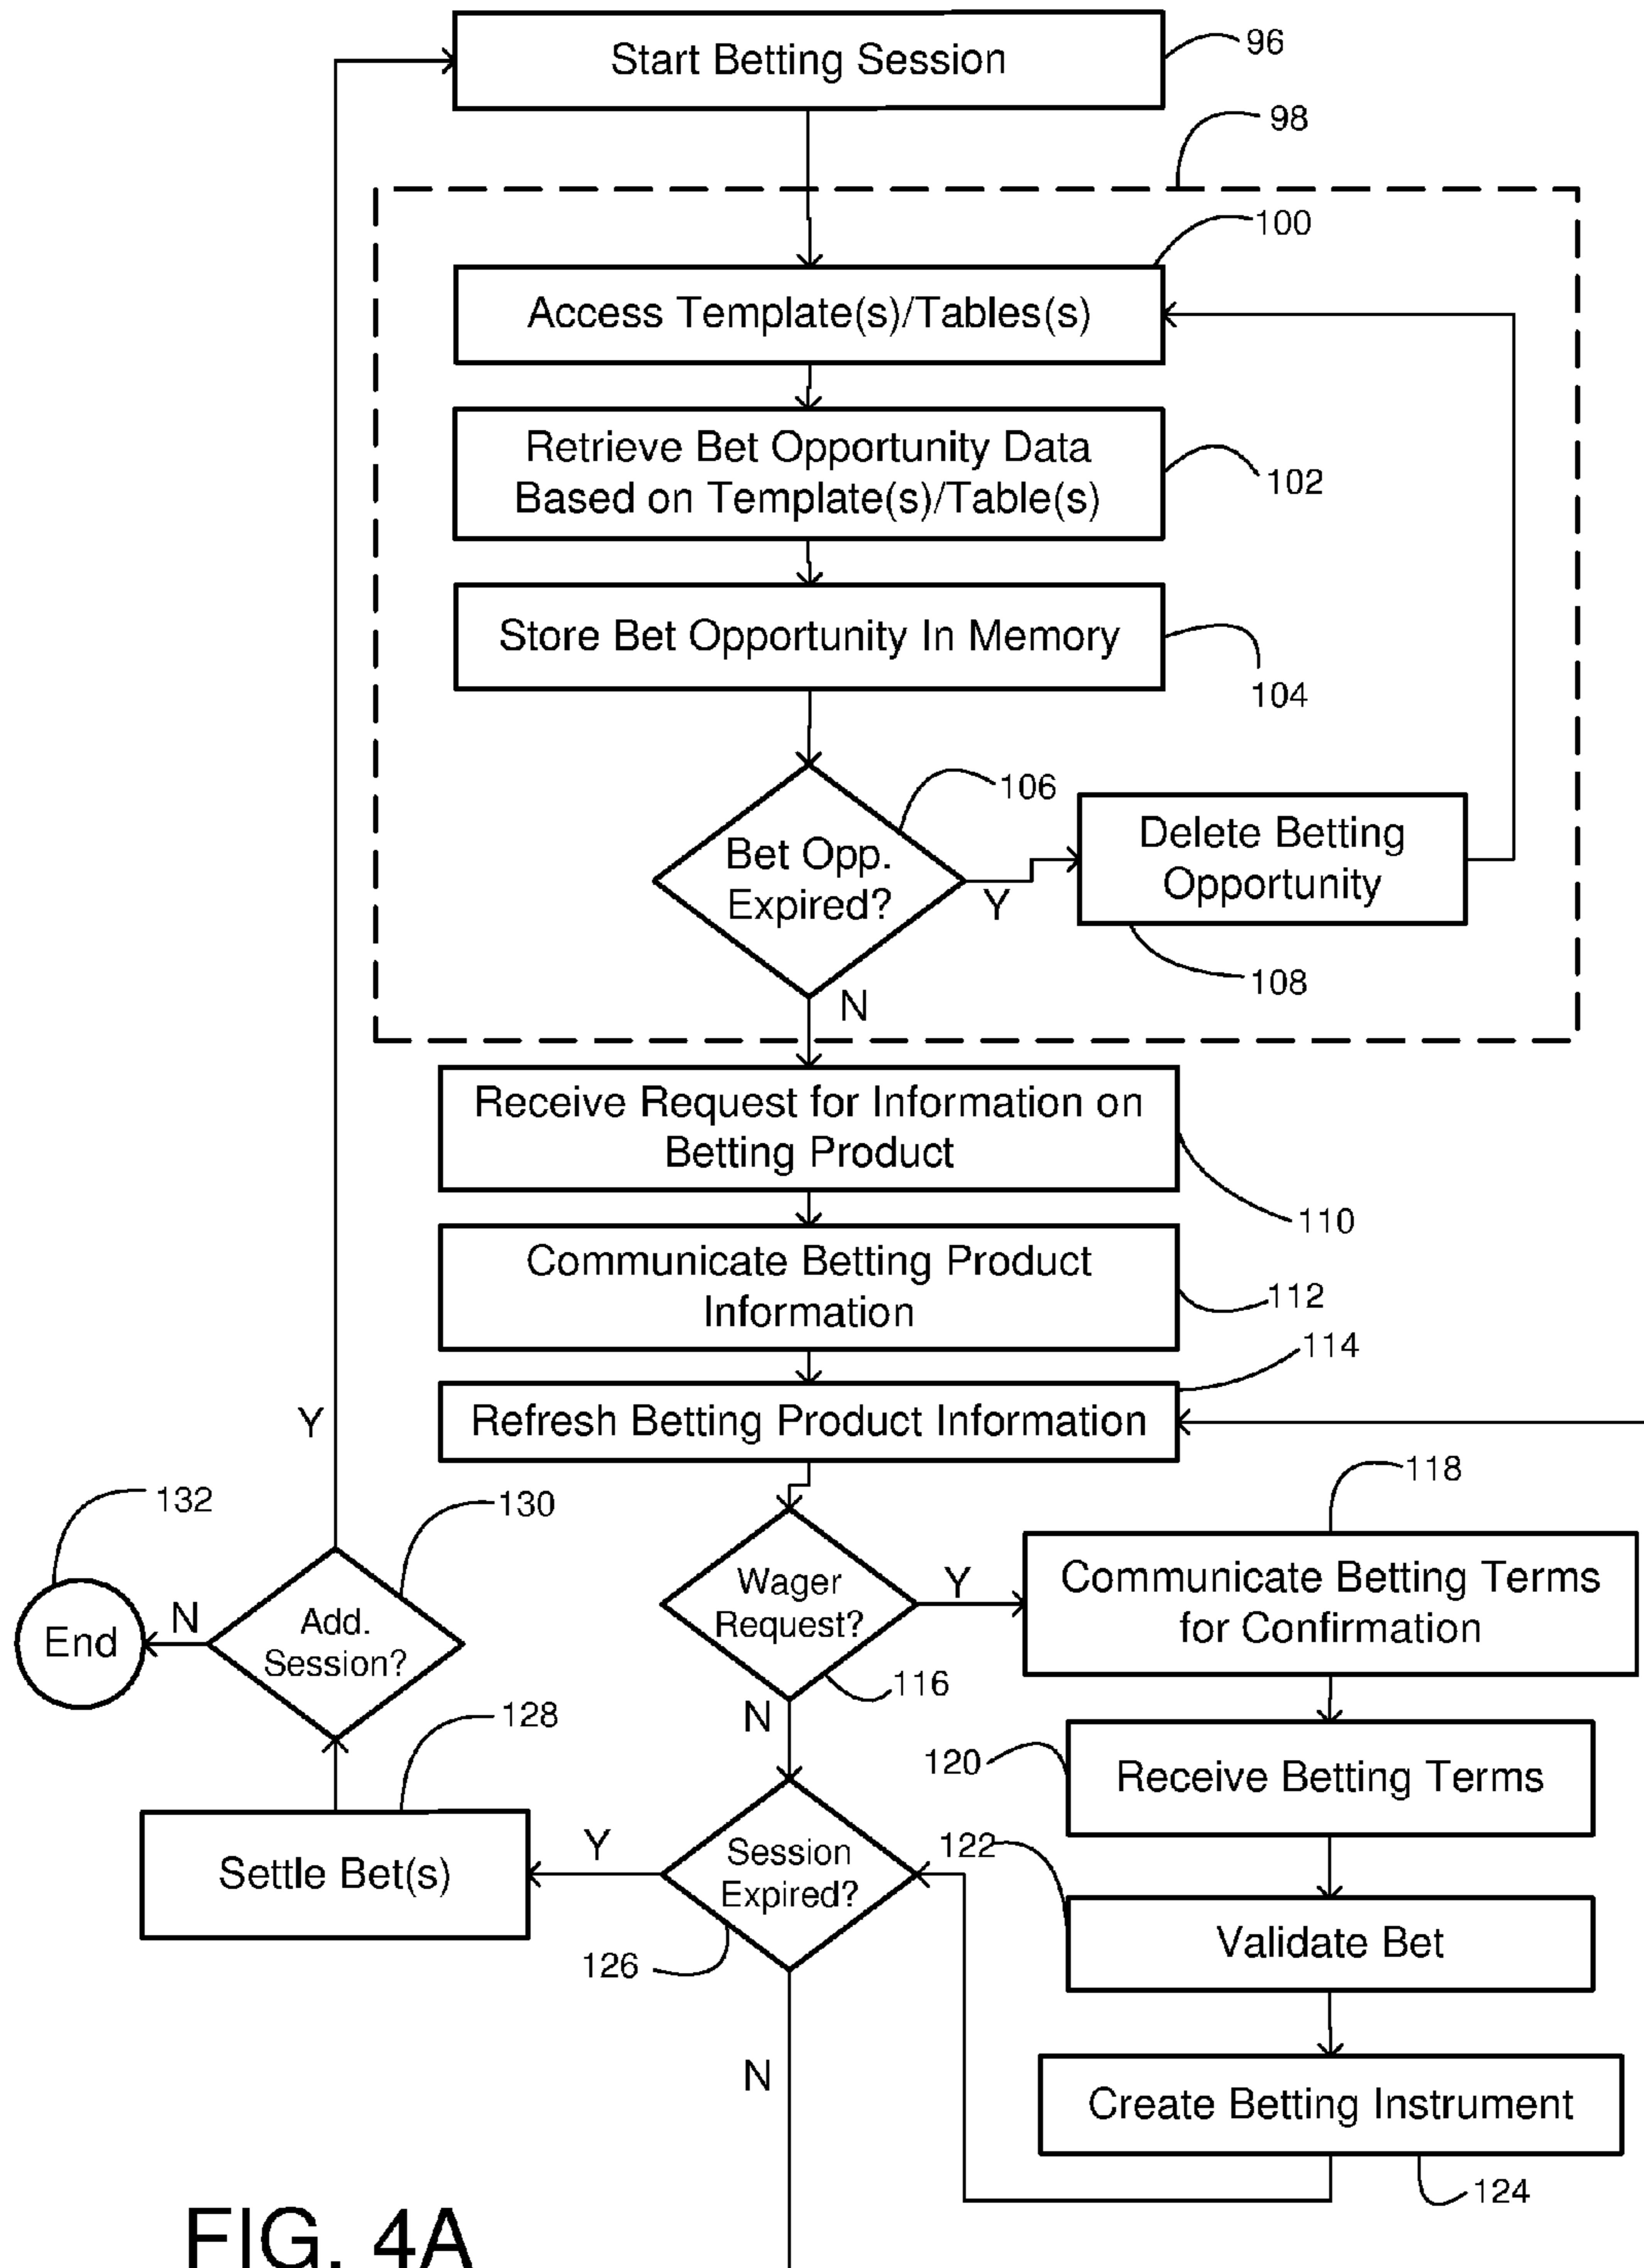 Start Betting Session
96
98
100
Access Template(s)/Tables(s)
Retrieve Bet Opportunity Data
Based on Template(s)/Table(s)
102
Store Bet Opportunity In Memory
104
106
Bet Opp.
Expired?
Y
Delete Betting
Opportunity
108
N
Receive Request for Information on
Betting Product
110
Communicate Betting Product
Information
112
114
Refresh Betting Product Information
Y
118
132
130
Wager
Request?
Y
Communicate Betting Terms
for Confirmation
End
N
Add.
Session?
116
N
128
120
Receive Betting Terms
122
Settle Bet(s)
Y
Session
Expired?
126
Validate Bet
N
Create Betting Instrument
124
FIG. 4A